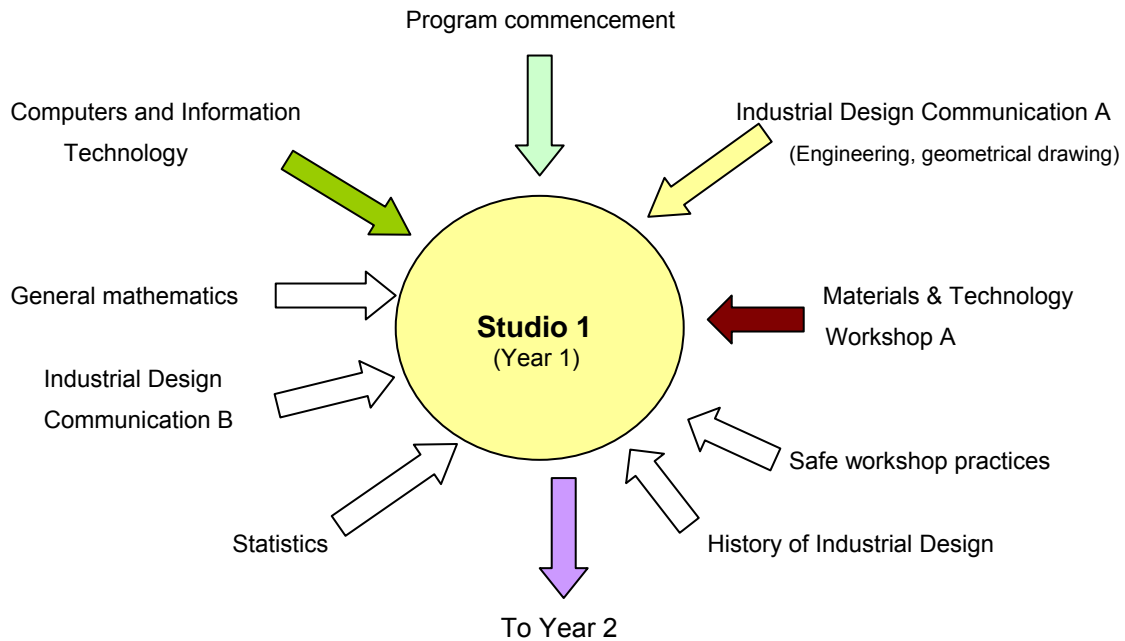 Program commencement
Computers and Information
Technology
Industrial Design Communication A
(Engineering, geometrical drawing)
General mathematics
Studio 1
(Year 1)
Materials & Technology
Workshop A
Industrial Design
Communication B
Safe workshop practices
Statistics
History of Industrial Design
To Year 2